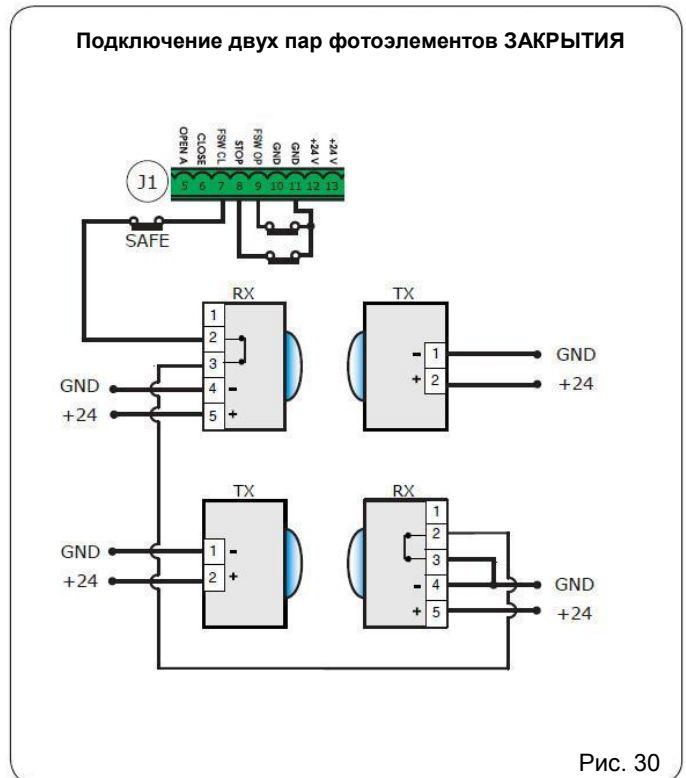 Подключение двух пар фотоэлементов ЗАКРЫТИЯ
OPEN A CLOSE FSW CL STOP FSW OP GND GND +24 V +24 V
J1 5 6 7 8 9 10 11 12 13
SAFE
RX TX
1
2
3
GND 4 -
+24 5 +
- 1 GND
+ 2 +24
TX RX
GND 1 -
+24 2 +
1
2
3
- 4 GND
+ 5 +24
Рис. 30